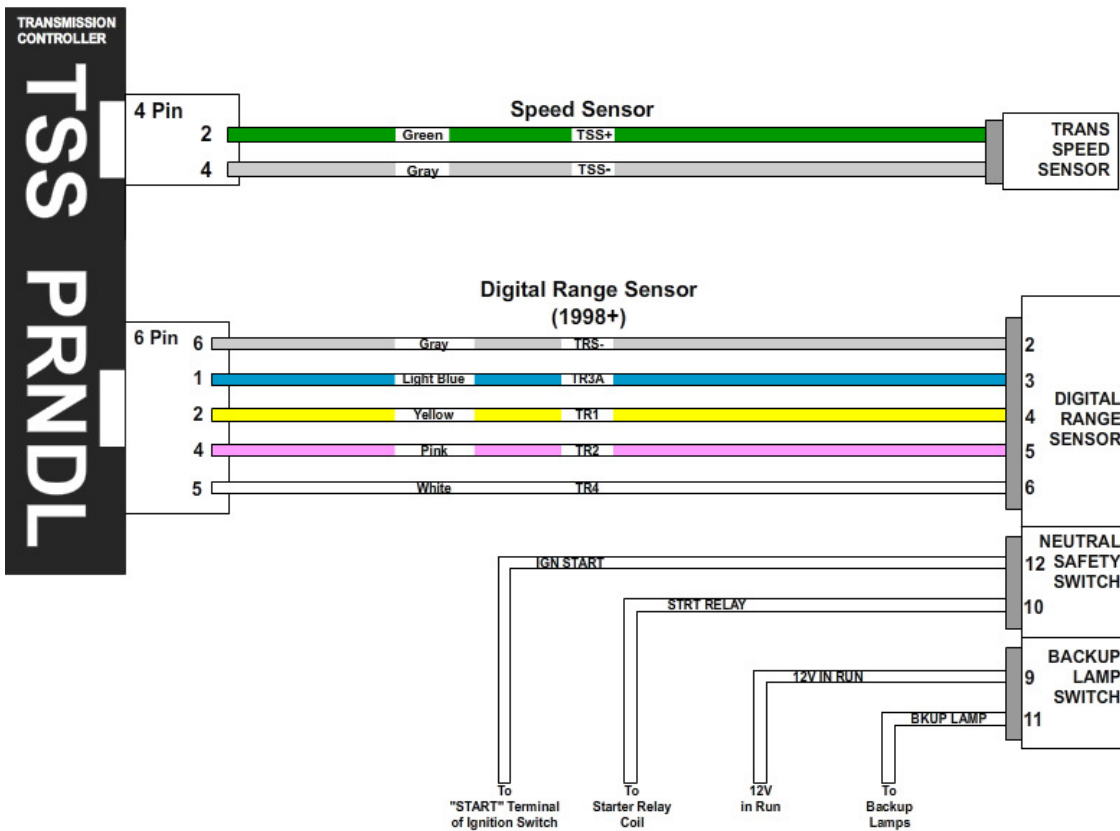 TRANSMISSION
CONTROLLER
TSS PRNDL
4 Pin
Speed Sensor
2 Green TSS+
4 Gray TSS-
TRANS
SPEED
SENSOR
Digital Range Sensor
(1998+)
6 Pin
6 Gray TRS- 2
1 Light Blue TR3A 3
2 Yellow TR1 4
4 Pink TR2 5
5 White TR4 6
DIGITAL
RANGE
SENSOR
NEUTRAL
SAFETY
SWITCH
IGN START 12
STRT RELAY 10
BACKUP
LAMP
SWITCH
12V IN RUN 9
BKUP LAMP 11
To
"START" Terminal
of Ignition Switch
To
Starter Relay
Coil
12V
in Run
To
Backup
Lamps